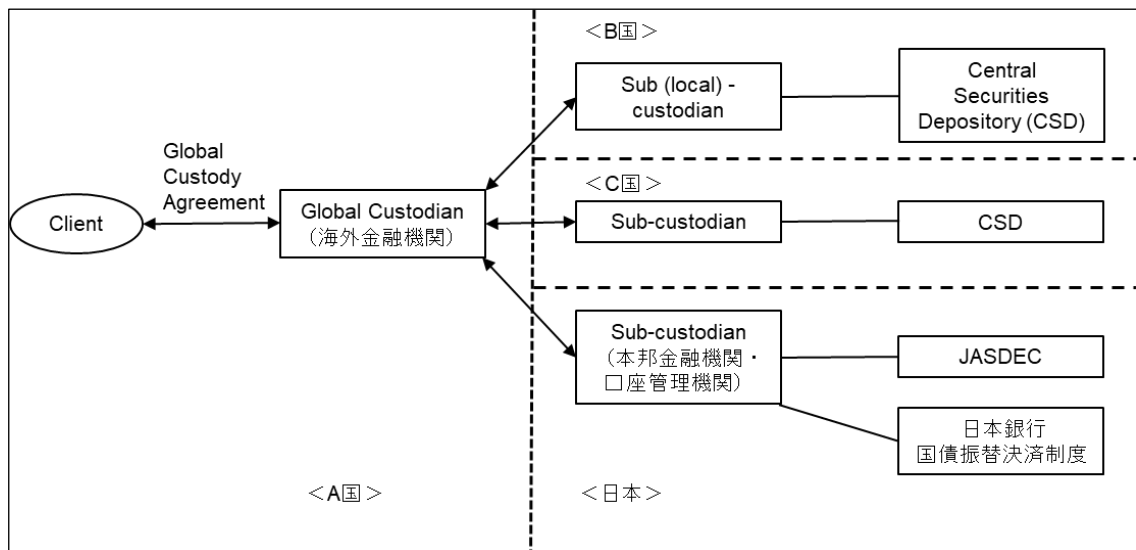 Client
Global
Custody
Agreement
Global Custodian
（海外金融機関）
＜A国＞
＜B国＞
Sub (local) -
custodian
Central
Securities
Depository (CSD)
＜C国＞
Sub-custodian
CSD
Sub-custodian
（本邦金融機関・
口座管理機関）
JASDEC
日本銀行
国債振替決済制度
＜日本＞